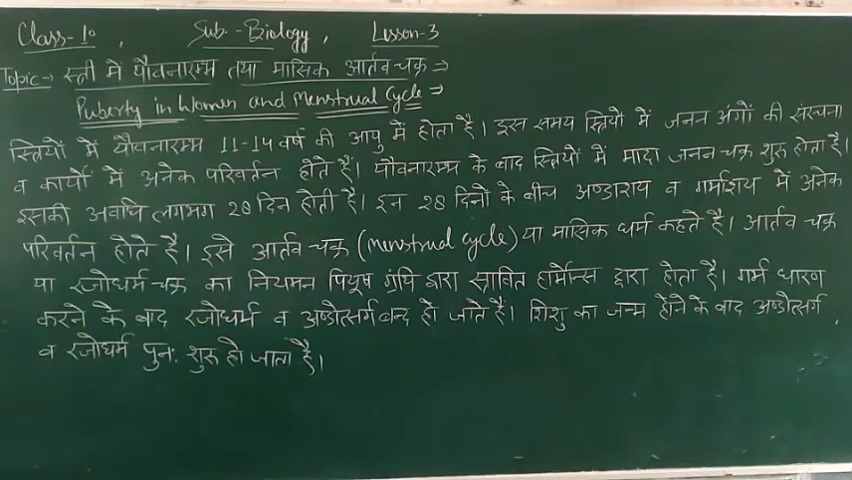 Class-10, Sub.-Biology, Lesson-3
Topic→ स्त्री में यौवनारम्भ तथा मासिक आर्तव चक्र ⇒
Puberty in Women and Menstrual Cycle ⇒
स्त्रियों में यौवनारम्भ 11-14 वर्ष की आयु में होता है। इस समय स्त्रियों में जनन अंगों की संरचना
व कार्यों में अनेक परिवर्तन होते हैं। यौवनारम्भ के बाद स्त्रियों में मादा जनन चक्र शुरू होता है।
इसकी अवधि लगभग 28 दिन होती है। इन 28 दिनों के बीच अण्डाशय व गर्भाशय में अनेक
परिवर्तन होते है। इसे आर्तव चक्र (Menstrual cycle) या मासिक धर्म कहते है। आर्तव चक्र
या रजोधर्म चक्र का नियमन पियूष ग्रंथि द्वारा स्रावित हार्मोन्स द्वारा होता है। गर्भ धारण
करने के बाद रजोधर्म व अण्डोत्सर्ग बन्द हो जाते हैं। शिशु का जन्म होने के बाद अण्डोत्सर्ग
व रजोधर्म पुन: शुरू हो जाता है।